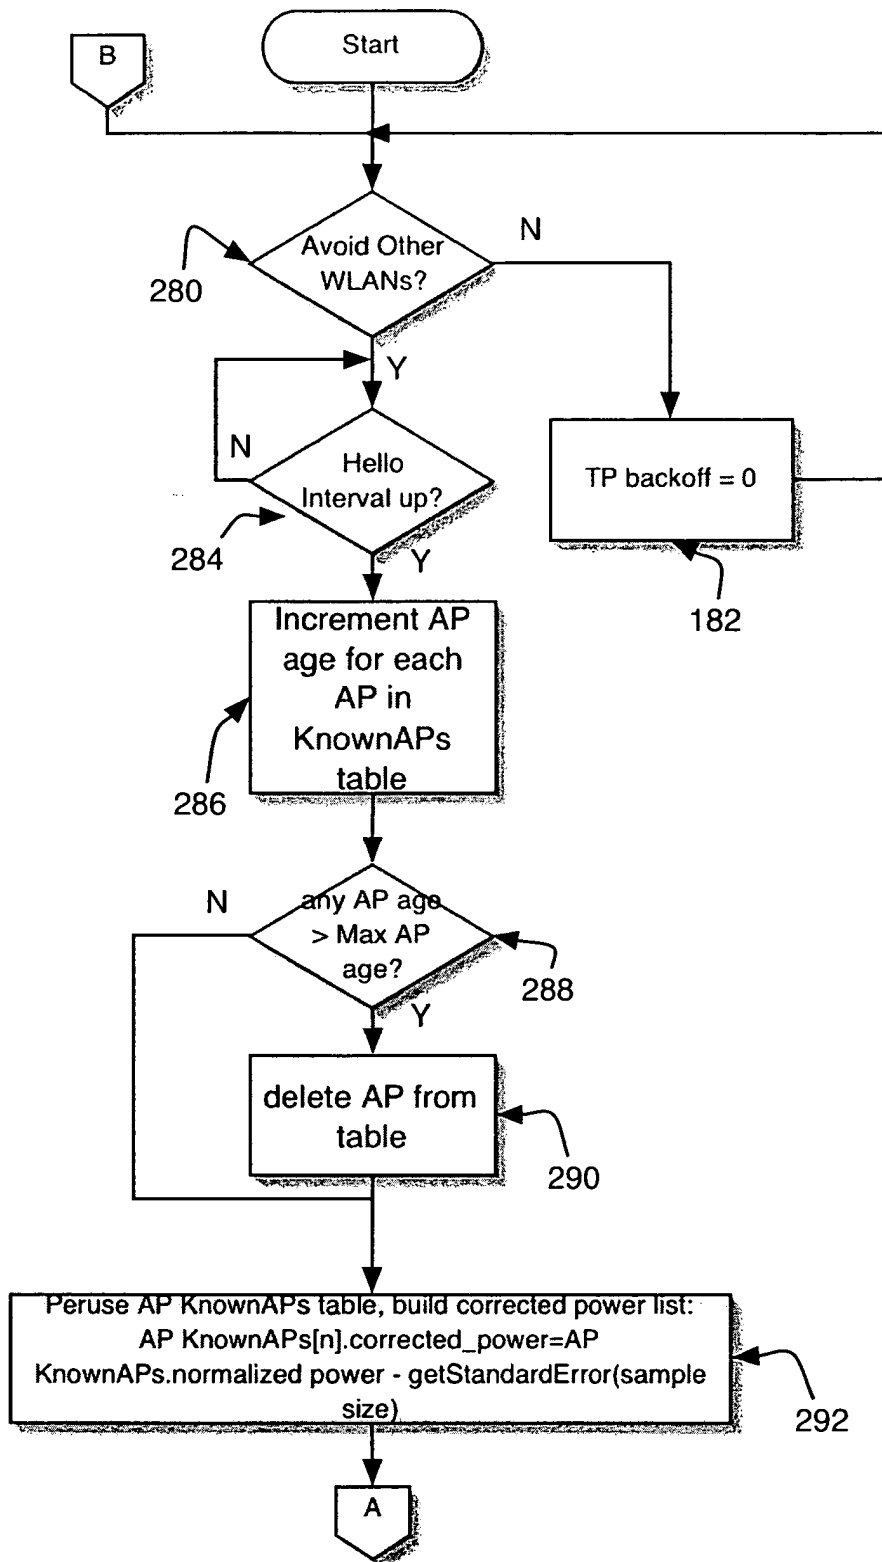 B
Start
Avoid Other
WLANs?
N
280
Y
N
Hello
Interval up?
TP backoff = 0
284
Y
182
Increment AP
age for each
AP in
KnownAPs
table
286
N
any AP age
> Max AP
age?
288
Y
delete AP from
table
290
Peruse AP KnownAPs table, build corrected power list:
AP KnownAPs[n].corrected_power=AP
KnownAPs.normalized power - getStandardError(sample
size)
292
A